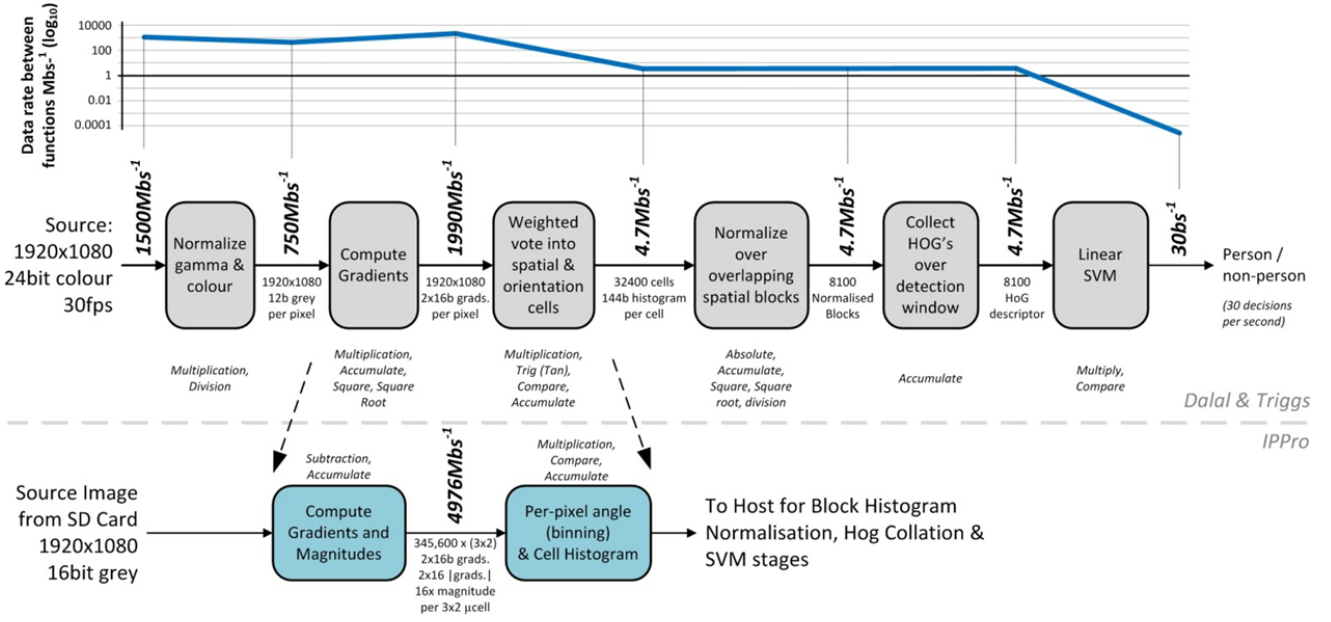 Data rate between
functions Mbs-¹ (log₁₀)
10000
100
1
0.01
0.0001
1500Mbs⁻¹
750Mbs⁻¹
1990Mbs⁻¹
4.7Mbs⁻¹
4.7Mbs⁻¹
4.7Mbs⁻¹
30bs⁻¹
Source:
1920x1080
24bit colour
30fps
Normalize
gamma &
colour
1920x1080
12b grey
per pixel
Compute
Gradients
1920x1080
2x16b grads.
per pixel
Weighted
vote into
spatial &
orientation
cells
32400 cells
144b histogram
per cell
Normalize
over
overlapping
spatial blocks
8100
Normalised
Blocks
Collect
HOG's
over
detection
window
8100
HoG
descriptor
Linear
SVM
Person /
non-person
(30 decisions
per second)
Multiplication,
Division
Multiplication,
Accumulate,
Square, Square
Root
Multiplication,
Trig (Tan),
Compare,
Accumulate
Absolute,
Accumulate,
Square, Square
root, division
Accumulate
Multiply,
Compare
Dalal & Triggs
IPPro
Source Image
from SD Card
1920x1080
16bit grey
Subtraction,
Accumulate
Compute
Gradients and
Magnitudes
4976Mbs⁻¹
345,600 x (3x2)
2x16b grads.
2x16 |grads.|
16x magnitude
per 3x2 µcell
Multiplication,
Compare,
Accumulate
Per-pixel angle
(binning)
& Cell Histogram
To Host for Block Histogram
Normalisation, Hog Collation &
SVM stages